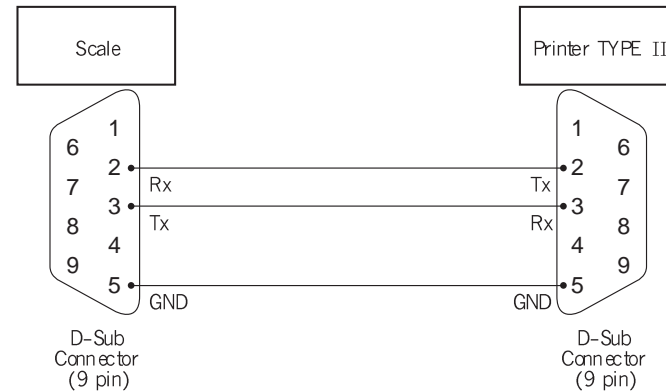 Scale
Printer TYPE II
1
6
2
7
3
8
4
9
5
Rx
Tx
GND
1
6
2
7
3
8
4
9
5
Tx
Rx
GND
D-Sub
Connector
(9 pin)
D-Sub
Connector
(9 pin)